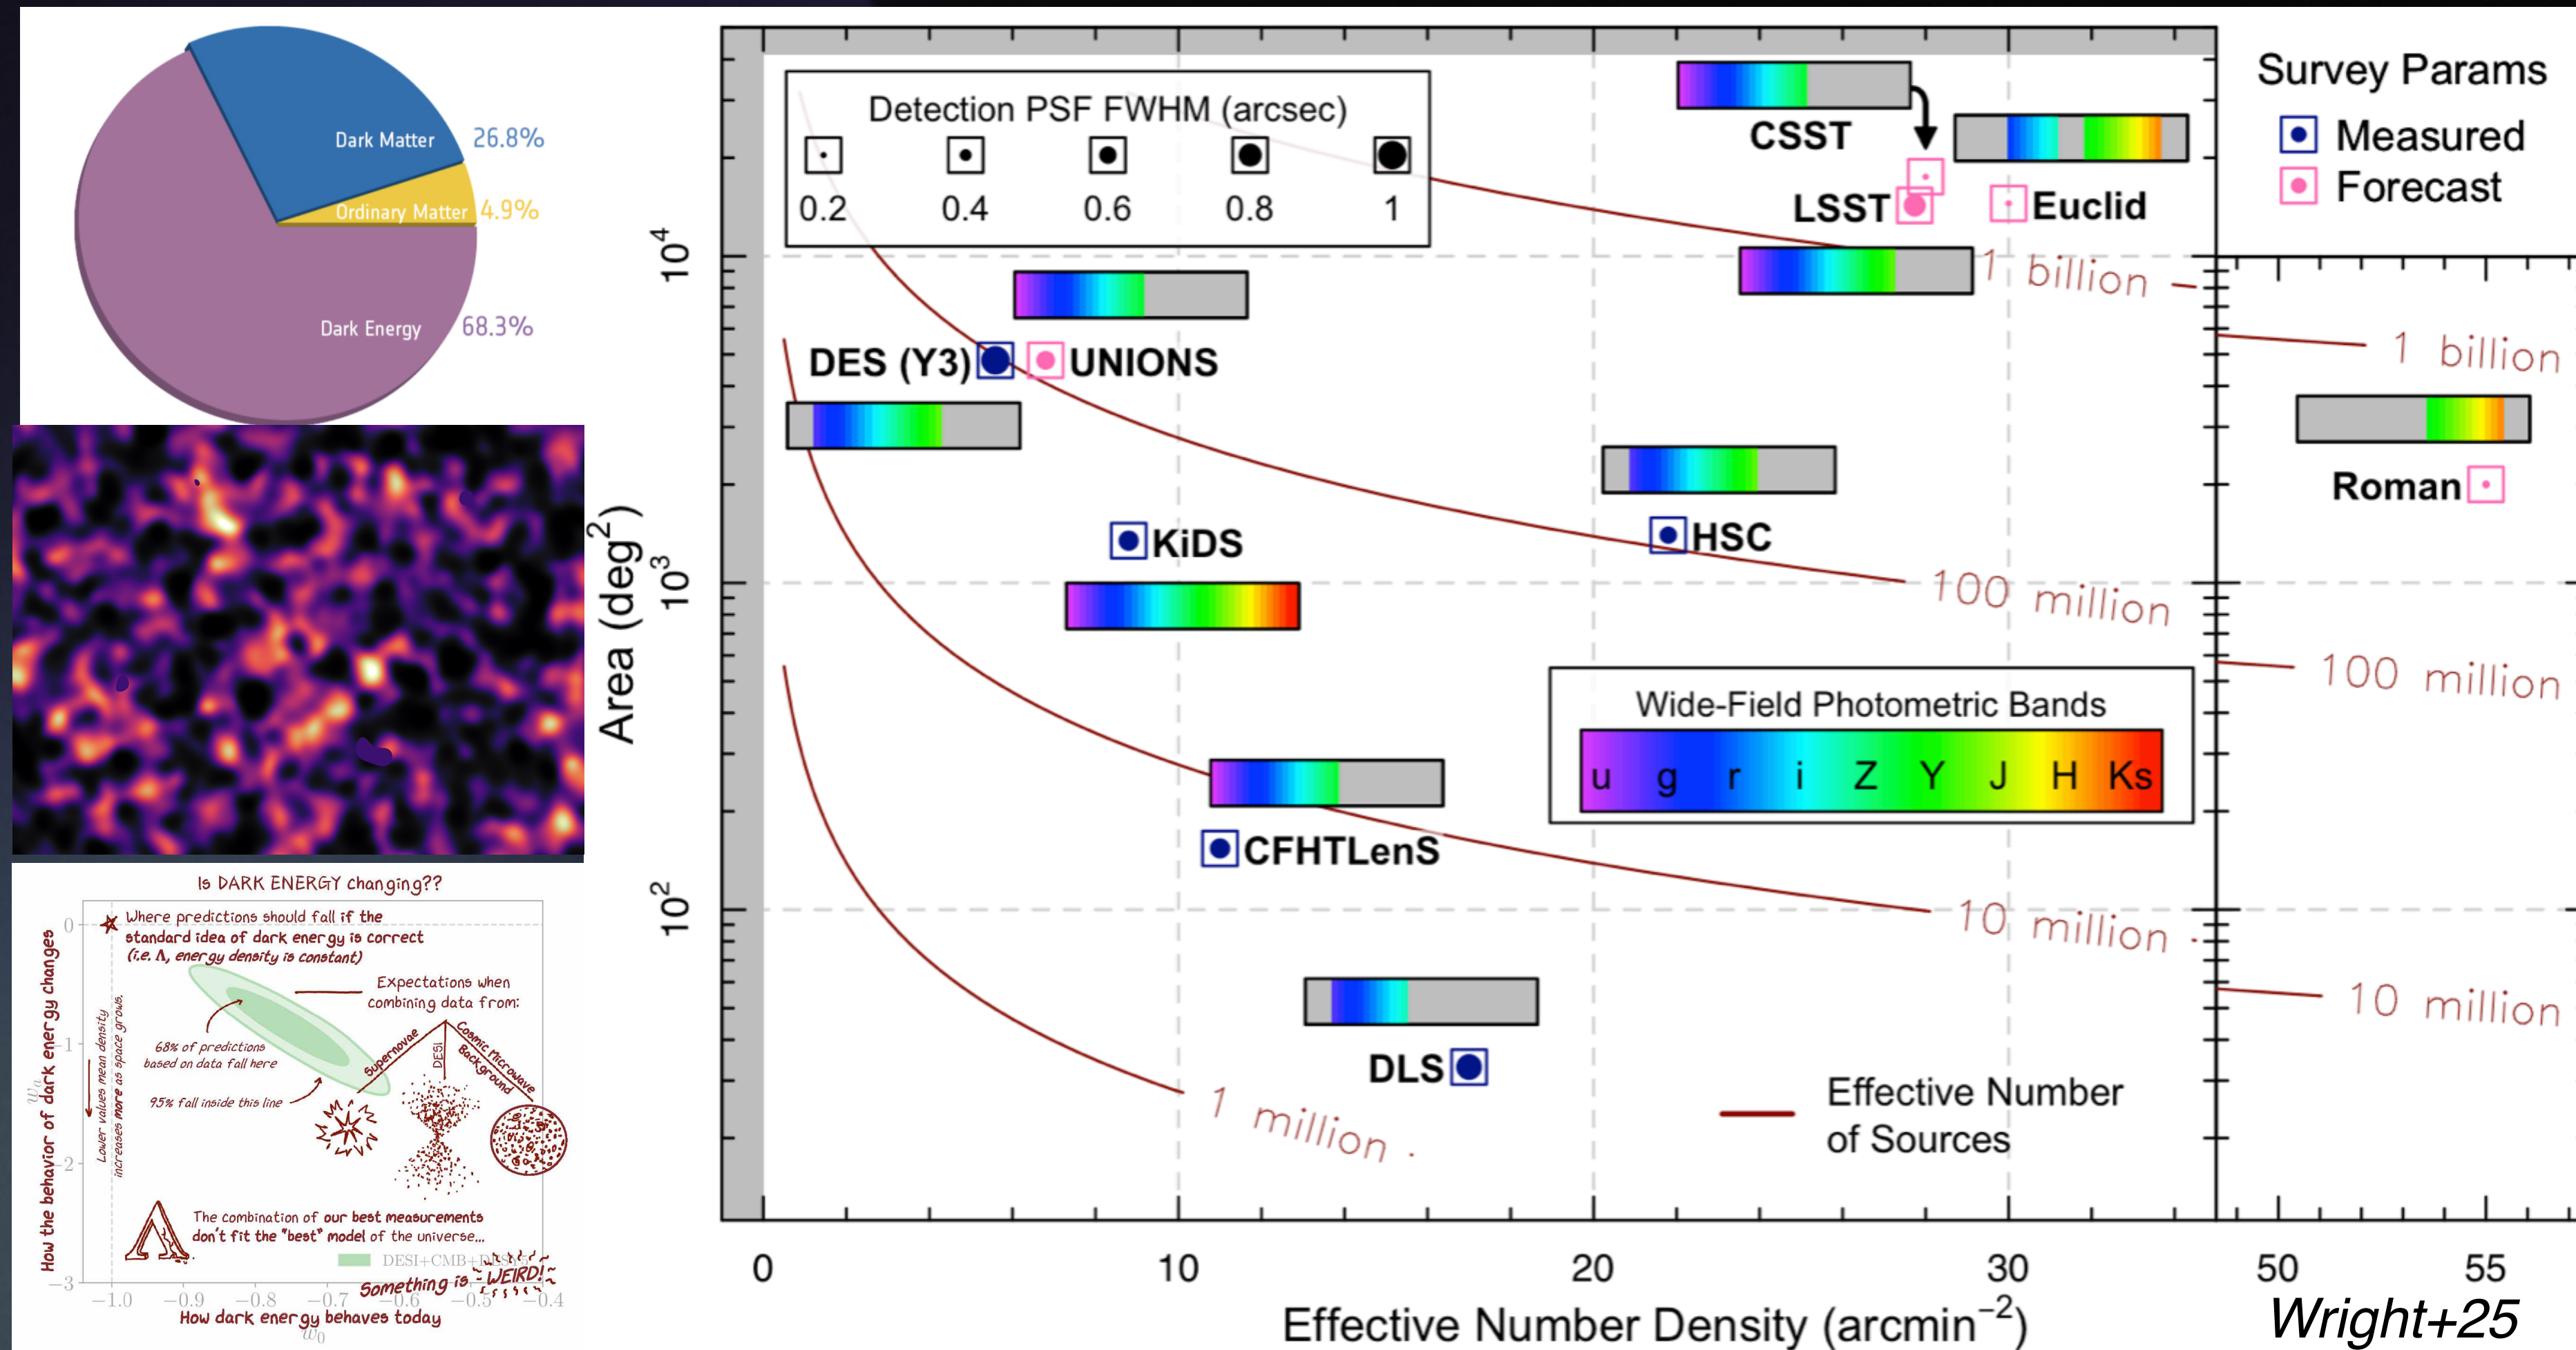 Dark Matter 26.8%
Ordinary Matter 4.9%
Dark Energy 68.3%
Is DARK ENERGY changing??
Where predictions should fall if the
standard idea of dark energy is correct
(i.e. Λ, energy density is constant)
Expectations when
combining data from:
Supernovae
DESI
Cosmic Microwave
Background
68% of predictions
based on data fall here
95% fall inside this line
Lower values mean density
increases more as space grows.
How the behavior of dark energy changes
w_a
0
-1
-2
-3
Λ
The combination of our best measurements
don't fit the "best" model of the universe...
DESI+CMB+DESY5
Something is WEIRD!
-1.0 -0.9 -0.8 -0.7 -0.6 -0.5 -0.4
How dark energy behaves today
w_0
Detection PSF FWHM (arcsec)
0.2 0.4 0.6 0.8 1
CSST
LSST
Euclid
Survey Params
Measured
Forecast
1 billion
1 billion
DES (Y3)
UNIONS
Roman
KiDS
HSC
100 million
100 million
Wide-Field Photometric Bands
u g r i Z Y J H Ks
CFHTLenS
10 million
10 million
DLS
1 million
Effective Number
of Sources
Area (deg²)
10⁴
10³
10²
0 10 20 30 50 55
Effective Number Density (arcmin⁻²)
Wright+25